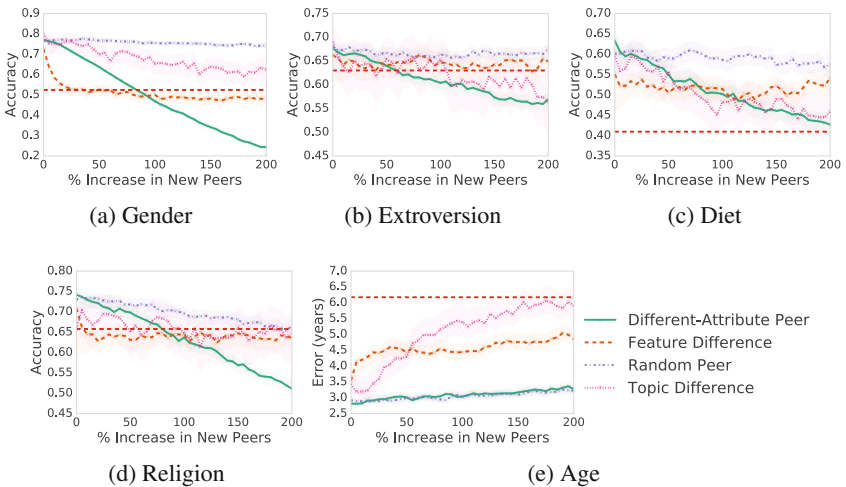 0.9
0.8
0.7
0.6
0.5
0.4
0.3
0.2
Accuracy
0 50 100 150 200
% Increase in New Peers
(a) Gender
0.75
0.70
0.65
0.60
0.55
0.50
0.45
Accuracy
0 50 100 150 200
% Increase in New Peers
(b) Extroversion
0.65
0.60
0.55
0.50
0.45
0.40
0.35
Accuracy
0 50 100 150 200
% Increase in New Peers
(c) Diet
0.80
0.75
0.70
0.65
0.60
0.55
0.50
0.45
Accuracy
0 50 100 150 200
% Increase in New Peers
(d) Religion
7.0
6.5
6.0
5.5
5.0
4.5
4.0
3.5
3.0
2.5
Error (years)
0 50 100 150 200
% Increase in New Peers
(e) Age
Different-Attribute Peer
Feature Difference
Random Peer
Topic Difference